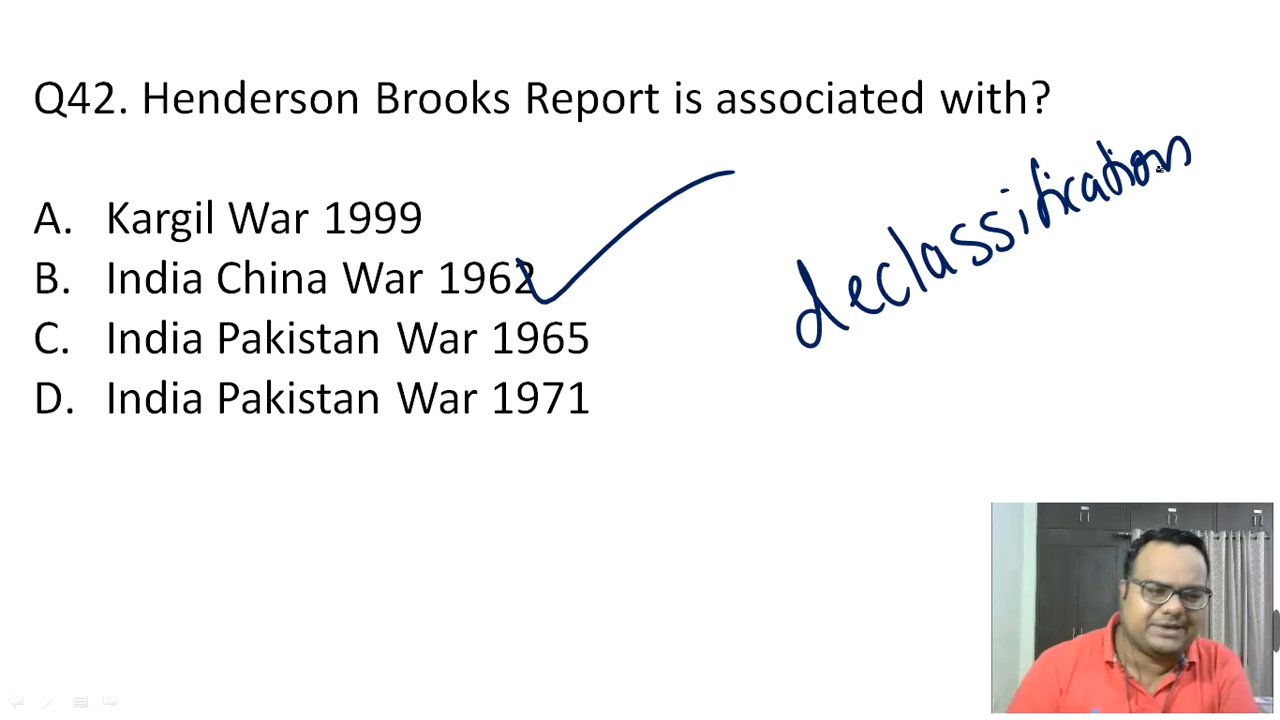 Q42. Henderson Brooks Report is associated with?
A. Kargil War 1999
B. India China War 1962
C. India Pakistan War 1965
D. India Pakistan War 1971
declassification